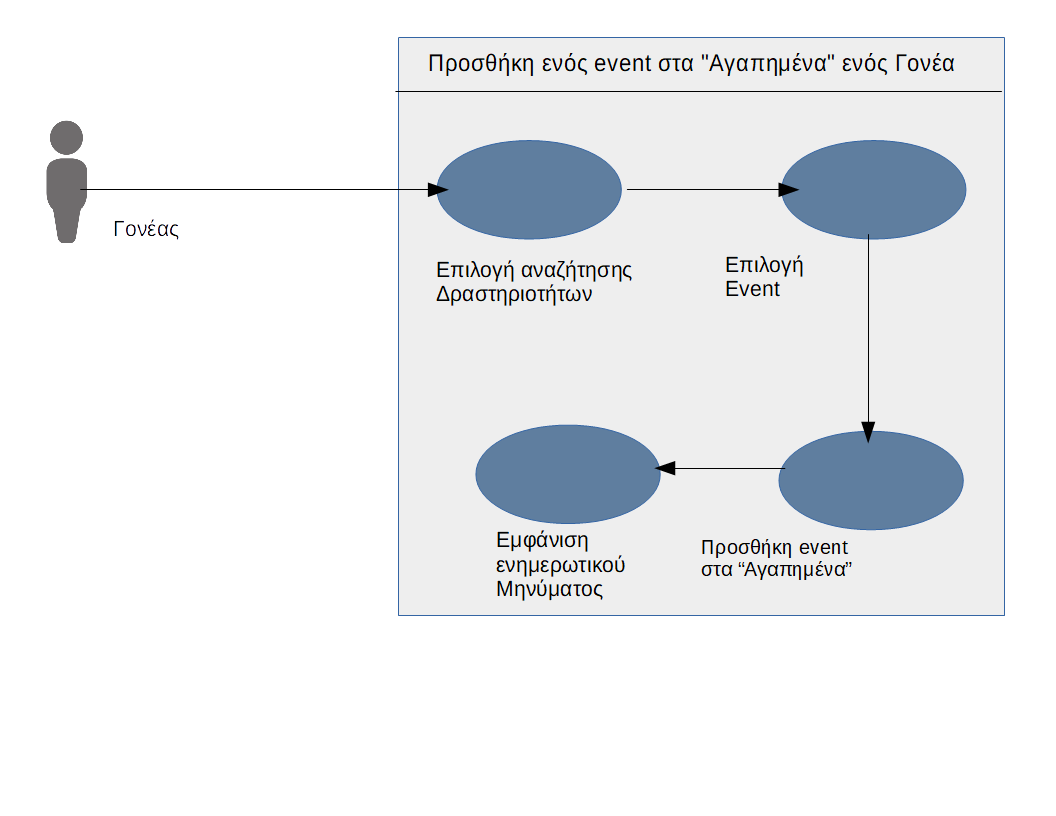 Προσθήκη ενός event στα "Αγαπημένα" ενός Γονέα
Γονέας
Επιλογή αναζήτησης
Δραστηριοτήτων
Επιλογή
Event
Εμφάνιση
ενημερωτικού
Μηνύματος
Προσθήκη event
στα “Αγαπημένα”